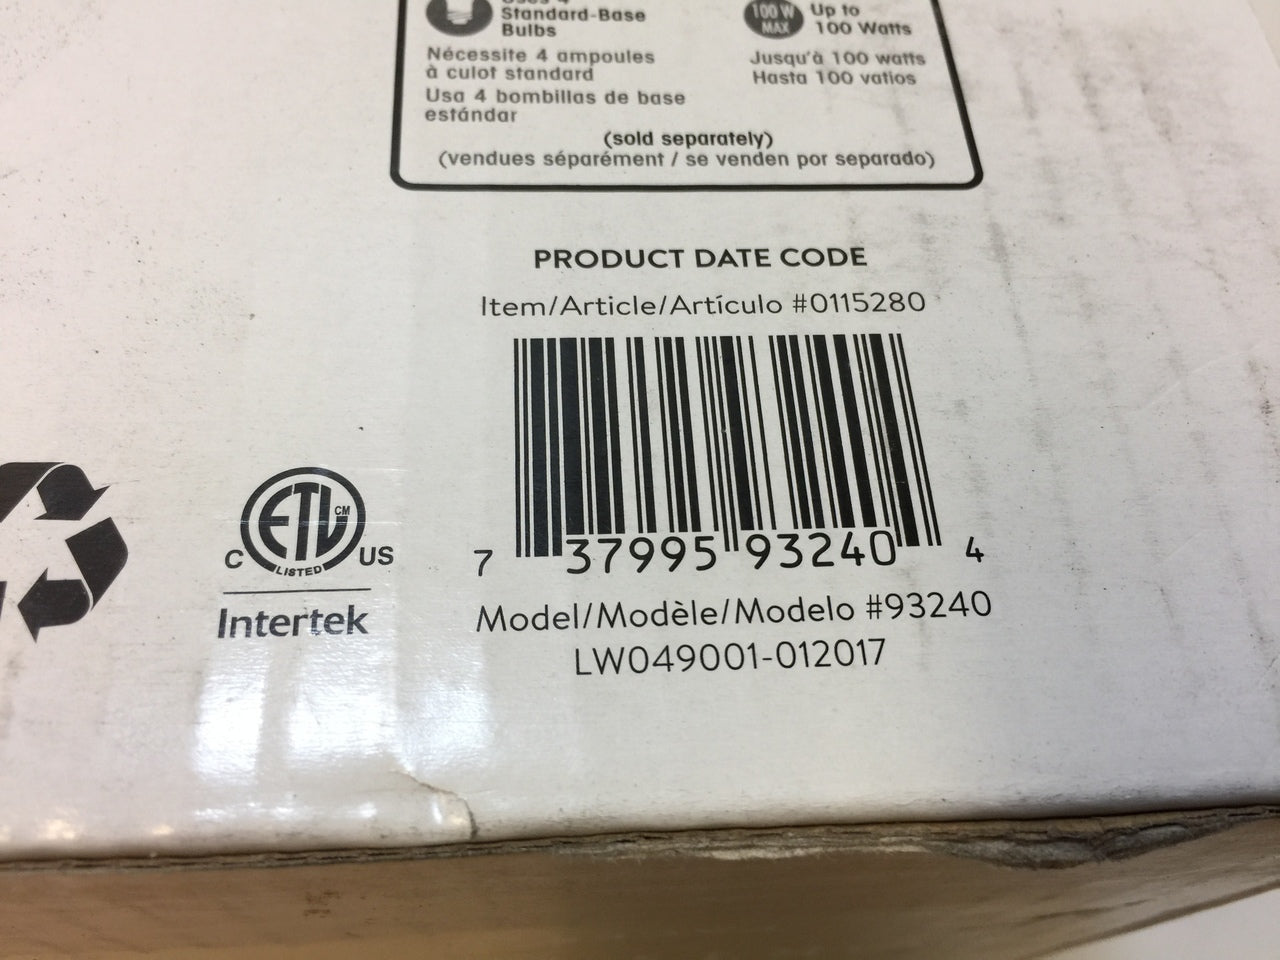 Standard-Base
Bulbs
Nécessite 4 ampoules
à culot standard
Usa 4 bombillas de base
estándar
100 W
MAX
Up to
100 Watts
Jusqu'à 100 watts
Hasta 100 vatios
(sold separately)
(vendues séparément / se venden por separado)
PRODUCT DATE CODE
Item/Article/Artículo #0115280
7 37995 93240 4
Model/Modèle/Modelo #93240
LW049001-012017
ETL CM
C LISTED US
Intertek